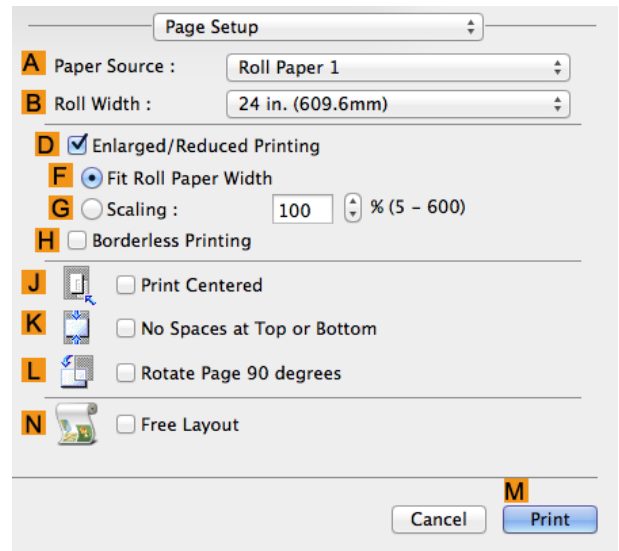 Page Setup
A Paper Source : Roll Paper 1
B Roll Width : 24 in. (609.6mm)
D Enlarged/Reduced Printing
F Fit Roll Paper Width
G Scaling : 100 % (5 – 600)
H Borderless Printing
J Print Centered
K No Spaces at Top or Bottom
L Rotate Page 90 degrees
N Free Layout
M
Cancel Print